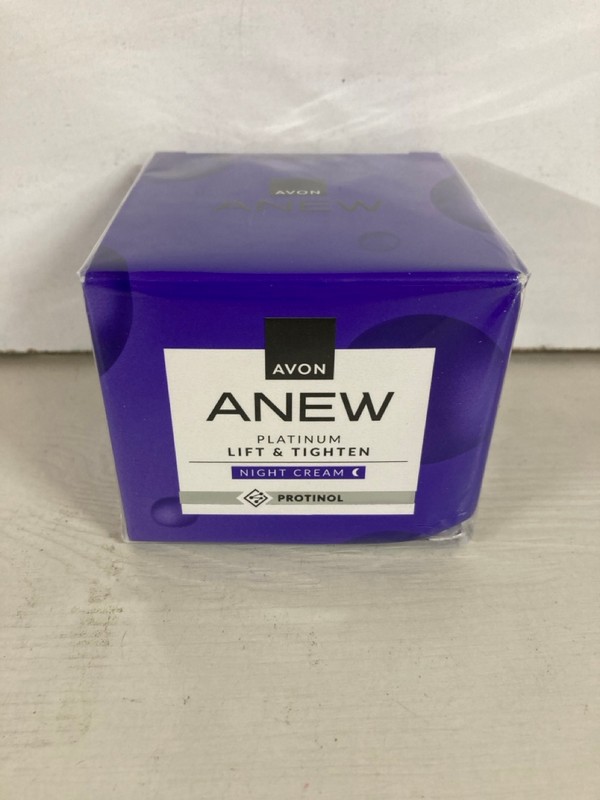 AVON
ANEW
AVON
ANEW
PLATINUM
LIFT & TIGHTEN
NIGHT CREAM
PROTINOL